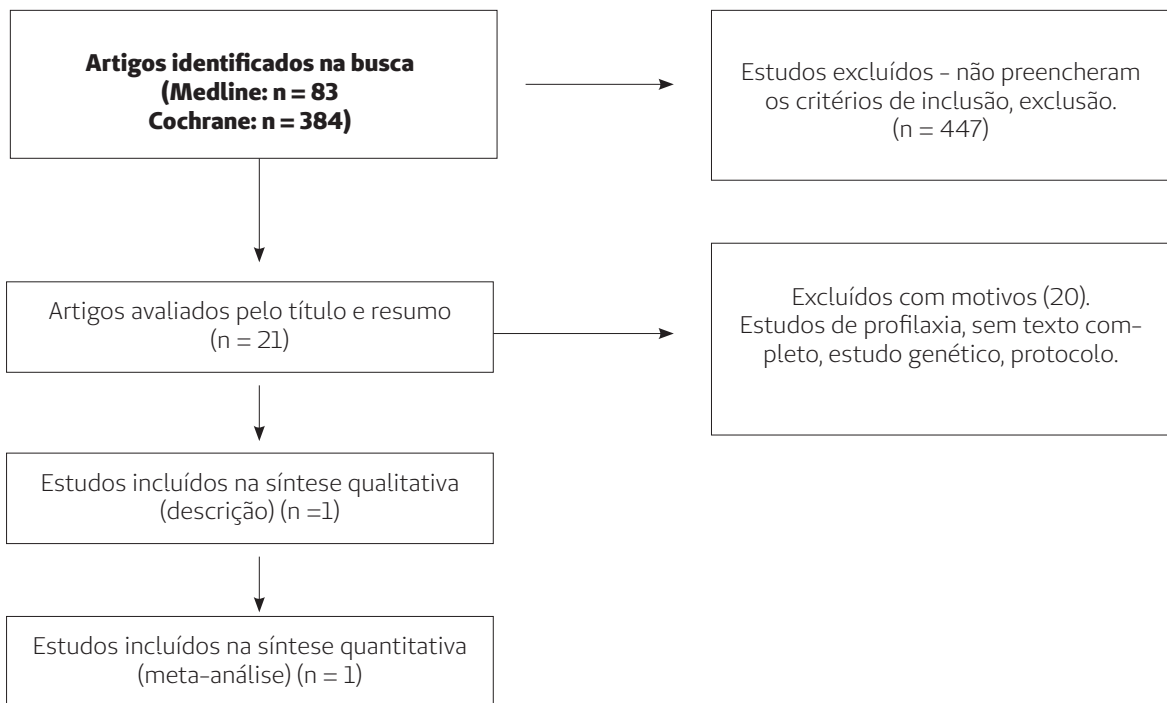 Artigos identificados na busca
(Medline: n = 83
Cochrane: n = 384)
Estudos excluídos - não preencheram
os critérios de inclusão, exclusão.
(n = 447)
Artigos avaliados pelo título e resumo
(n = 21)
Excluídos com motivos (20).
Estudos de profilaxia, sem texto com-
pleto, estudo genético, protocolo.
Estudos incluídos na síntese qualitativa
(descrição) (n =1)
Estudos incluídos na síntese quantitativa
(meta-análise) (n = 1)